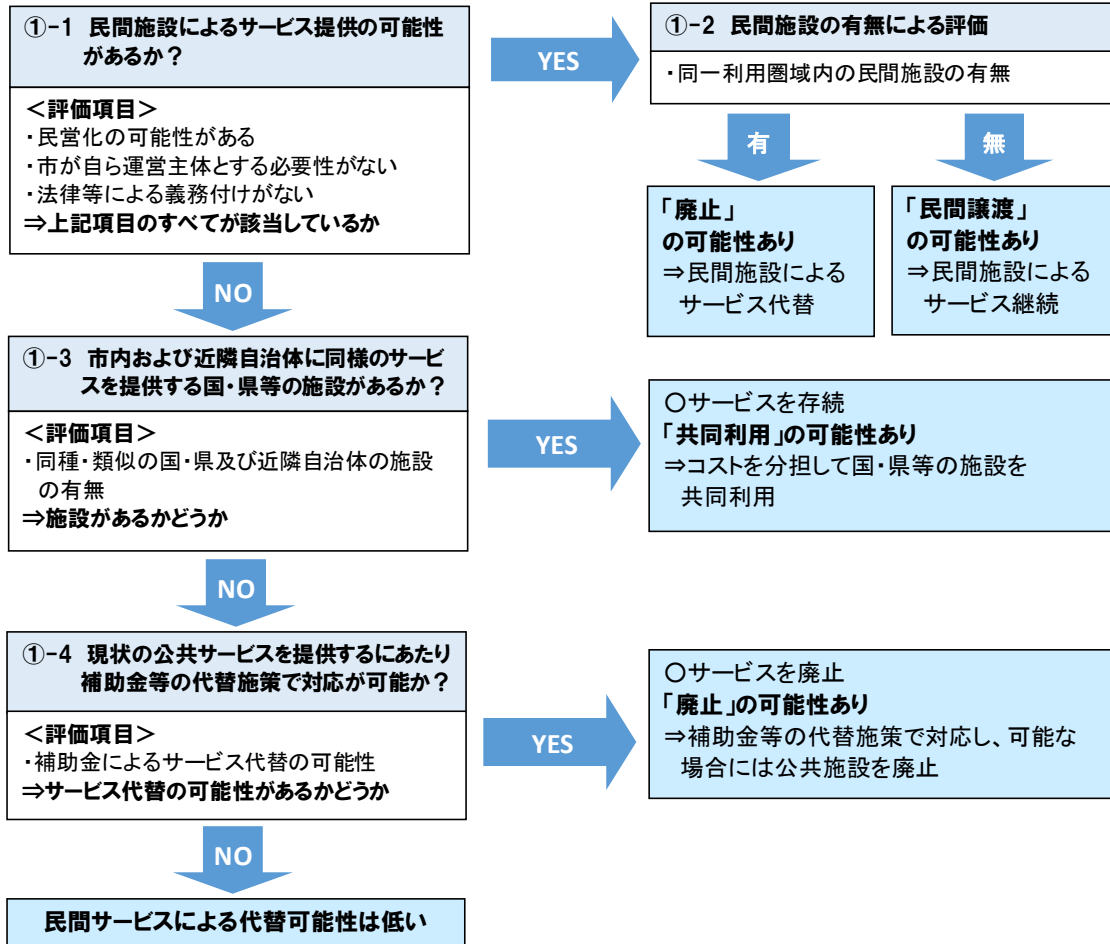 ①-1 民間施設によるサービス提供の可能性
があるか？
＜評価項目＞
・民営化の可能性がある
・市が自ら運営主体とする必要性がない
・法律等による義務付けがない
⇒上記項目のすべてが該当しているか
YES
①-2 民間施設の有無による評価
・同一利用圏域内の民間施設の有無
有
無
「廃止」
の可能性あり
⇒民間施設による
サービス代替
「民間譲渡」
の可能性あり
⇒民間施設による
サービス継続
NO
①-3 市内および近隣自治体に同様のサービ
スを提供する国・県等の施設があるか？
＜評価項目＞
・同種・類似の国・県及び近隣自治体の施設
の有無
⇒施設があるかどうか
YES
○サービスを存続
「共同利用」の可能性あり
⇒コストを分担して国・県等の施設を
共同利用
NO
①-4 現状の公共サービスを提供するにあたり
補助金等の代替施策で対応が可能か？
＜評価項目＞
・補助金によるサービス代替の可能性
⇒サービス代替の可能性があるかどうか
YES
○サービスを廃止
「廃止」の可能性あり
⇒補助金等の代替施策で対応し、可能な
場合には公共施設を廃止
NO
民間サービスによる代替可能性は低い